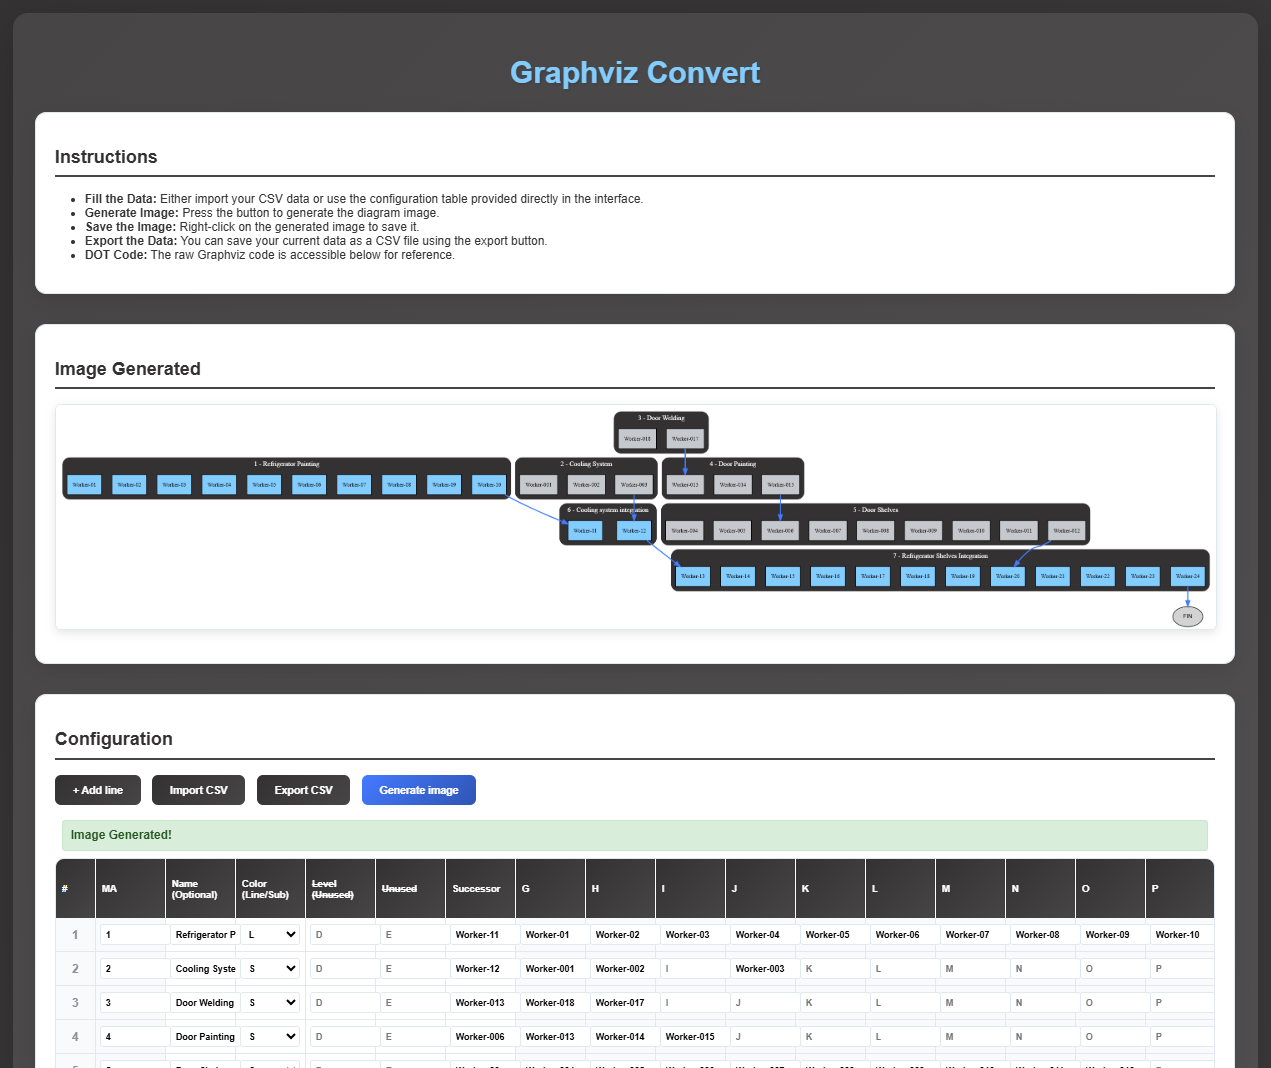 Graphviz Convert
Instructions
Fill the Data: Either import your CSV data or use the configuration table provided directly in the interface.
Generate Image: Press the button to generate the diagram image.
Save the Image: Right-click on the generated image to save it.
Export the Data: You can save your current data as a CSV file using the export button.
DOT Code: The raw Graphviz code is accessible below for reference.
Image Generated
3 - Door Welding
Worker-018 Worker-017
1 - Refrigerator Painting 2 - Cooling System 4 - Door Painting
Worker-01 Worker-02 Worker-03 Worker-04 Worker-05 Worker-06 Worker-07 Worker-08 Worker-09 Worker-10 Worker-001 Worker-002 Worker-003 Worker-013 Worker-014 Worker-015
6 - Cooling system integration 5 - Door Shelves
Worker-11 Worker-12 Worker-004 Worker-005 Worker-006 Worker-007 Worker-008 Worker-009 Worker-010 Worker-011 Worker-012
7 - Refrigerator Shelves Integration
Worker-13 Worker-14 Worker-15 Worker-16 Worker-17 Worker-18 Worker-19 Worker-20 Worker-21 Worker-22 Worker-23 Worker-24
FIN
Configuration
+ Add line Import CSV Export CSV Generate image
Image Generated!
# MA Name (Optional) Color (Line/Sub) Level (Unused) Unused Successor G H I J K L M N O P
1 1 Refrigerator P L D E Worker-11 Worker-01 Worker-02 Worker-03 Worker-04 Worker-05 Worker-06 Worker-07 Worker-08 Worker-09 Worker-10
2 2 Cooling Syste S D E Worker-12 Worker-001 Worker-002 I Worker-003 K L M N O P
3 3 Door Welding S D E Worker-013 Worker-018 Worker-017 I J K L M N O P
4 4 Door Painting S D E Worker-006 Worker-013 Worker-014 Worker-015 J K L M N O P